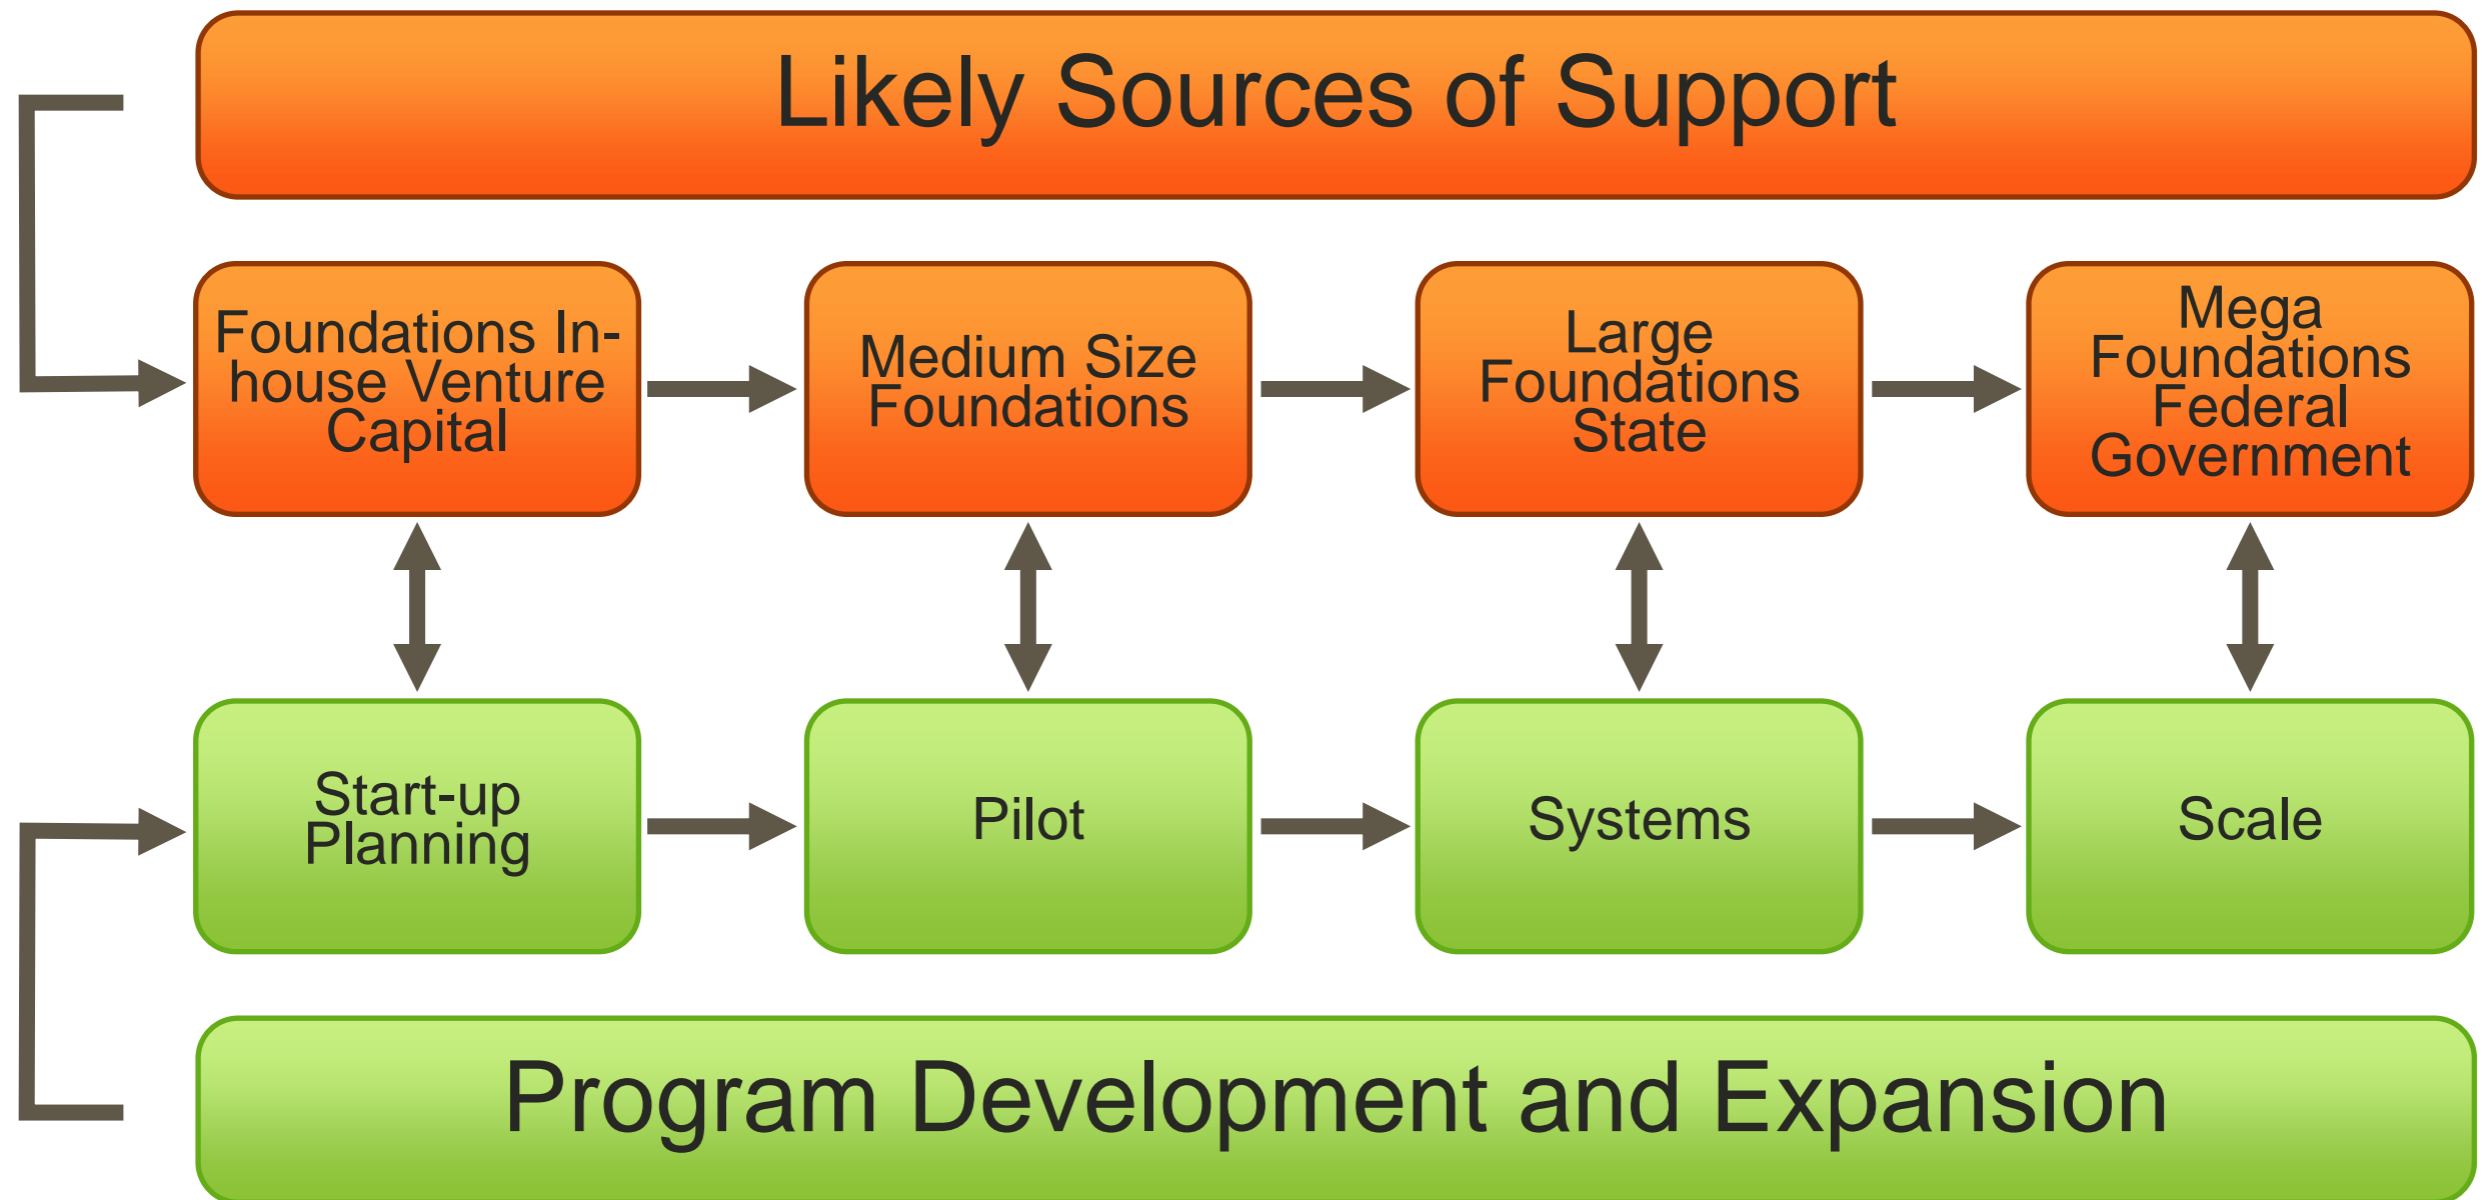 Likely Sources of Support
Foundations In-
house Venture
Capital
Medium Size
Foundations
Large
Foundations
State
Mega
Foundations
Federal
Government
Start-up
Planning
Pilot
Systems
Scale
Program Development and Expansion